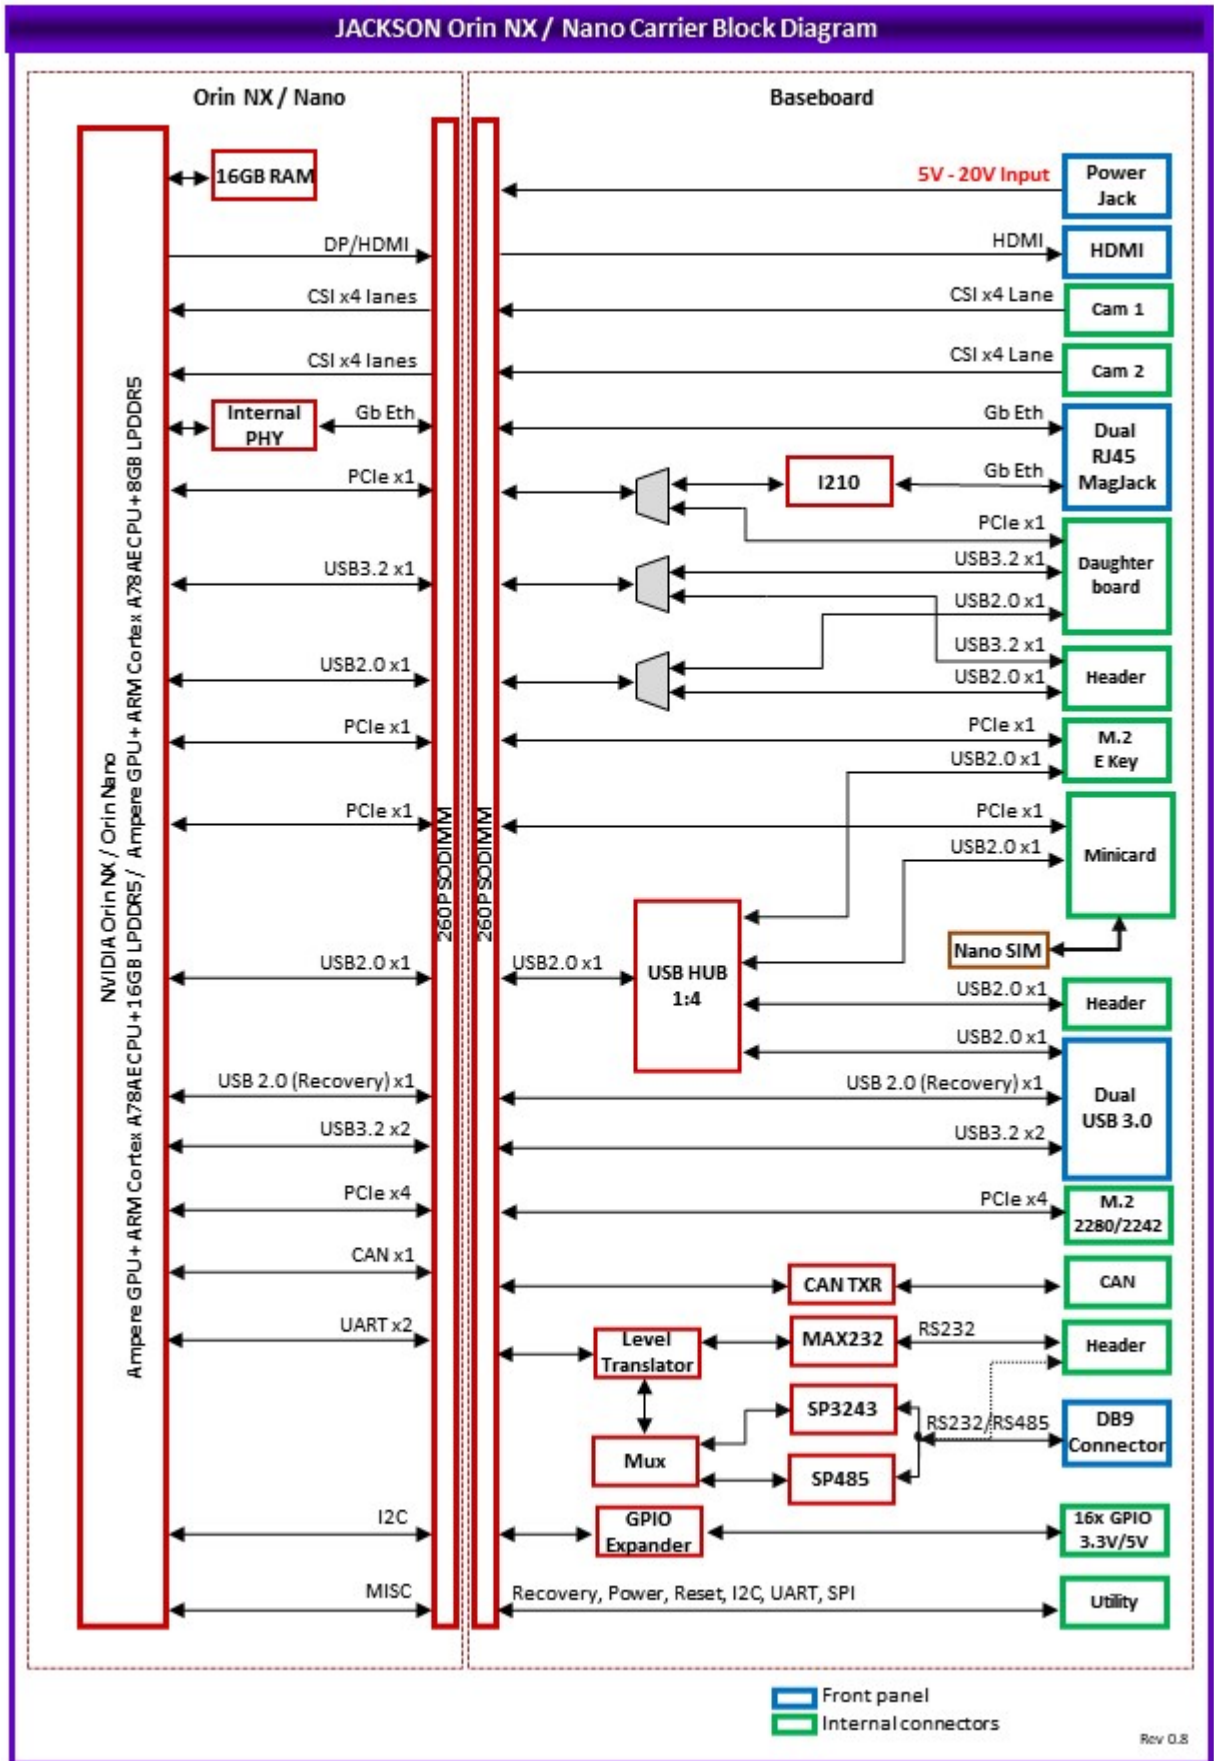 JACKSON Orin NX / Nano Carrier Block Diagram
Orin NX / Nano
Baseboard
NVIDIA Orin NX / Orin Nano
Ampere GPU + ARM Cortex A78AE CPU + 16GB LPDDR5 / Ampere GPU + ARM Cortex A78AE CPU + 8GB LPDDR5
260P SODIMM
260P SODIMM
16GB RAM
5V - 20V Input
Power
Jack
DP/HDMI
HDMI
HDMI
CSI x4 lanes
CSI x4 Lane
Cam 1
CSI x4 lanes
CSI x4 Lane
Cam 2
Internal
PHY
Gb Eth
Gb Eth
Dual
RJ45
MagJack
PCIe x1
I210
Gb Eth
PCIe x1
USB3.2 x1
USB3.2 x1
Daughter
board
USB2.0 x1
USB3.2 x1
USB2.0 x1
USB2.0 x1
Header
PCIe x1
PCIe x1
USB2.0 x1
M.2
E Key
PCIe x1
PCIe x1
USB2.0 x1
Minicard
Nano SIM
USB2.0 x1
USB2.0 x1
USB HUB
1:4
USB2.0 x1
Header
USB2.0 x1
USB 2.0 (Recovery) x1
USB 2.0 (Recovery) x1
Dual
USB 3.0
USB3.2 x2
USB3.2 x2
PCIe x4
PCIe x4
M.2
2280/2242
CAN x1
CAN TXR
CAN
UART x2
Level
Translator
MAX232
RS232
Header
SP3243
RS232/RS485
DB9
Connector
Mux
SP485
I2C
GPIO
Expander
16x GPIO
3.3V/5V
MISC
Recovery, Power, Reset, I2C, UART, SPI
Utility
Front panel
Internal connectors
Rev 0.8